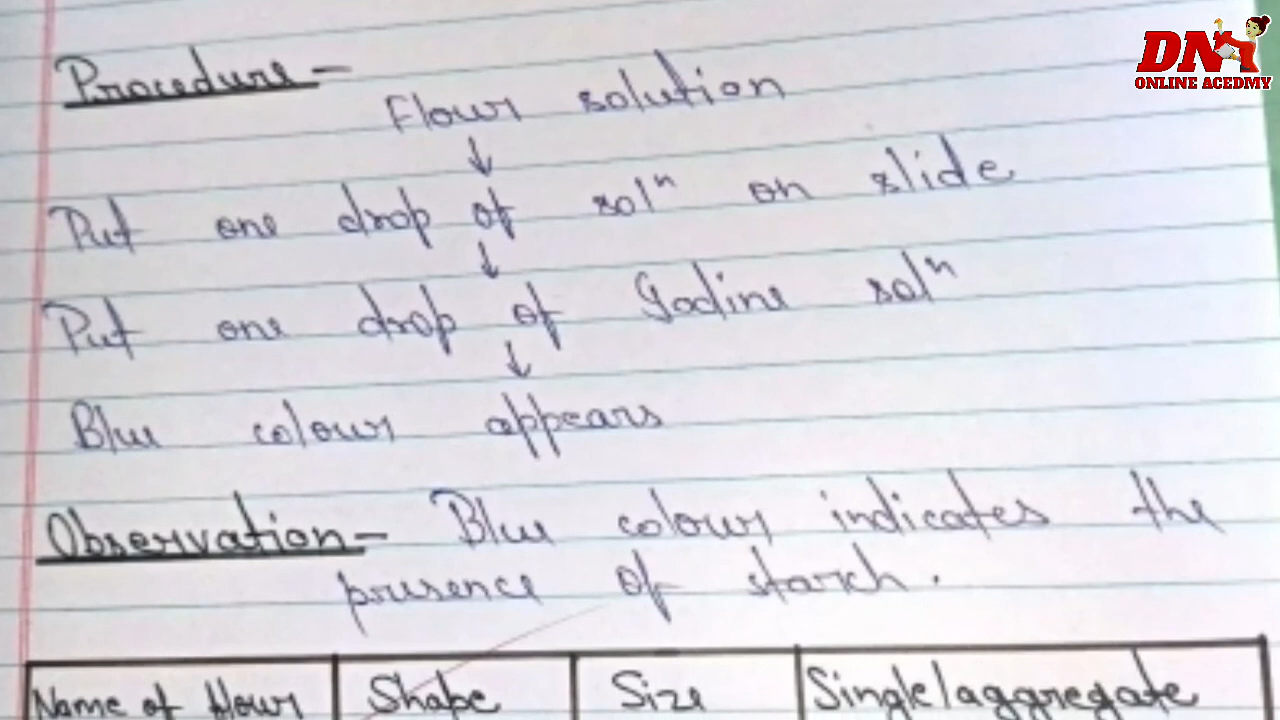 DN
ONLINE ACEDMY
Procedure -
Flour solution
↓
Put one drop of solⁿ on slide
↓
Put one drop of Iodine solⁿ
↓
Blue colour appears
Observation - Blue colour indicates the
presence of starch.
Name of flour | Shape | Size | Single/aggregate